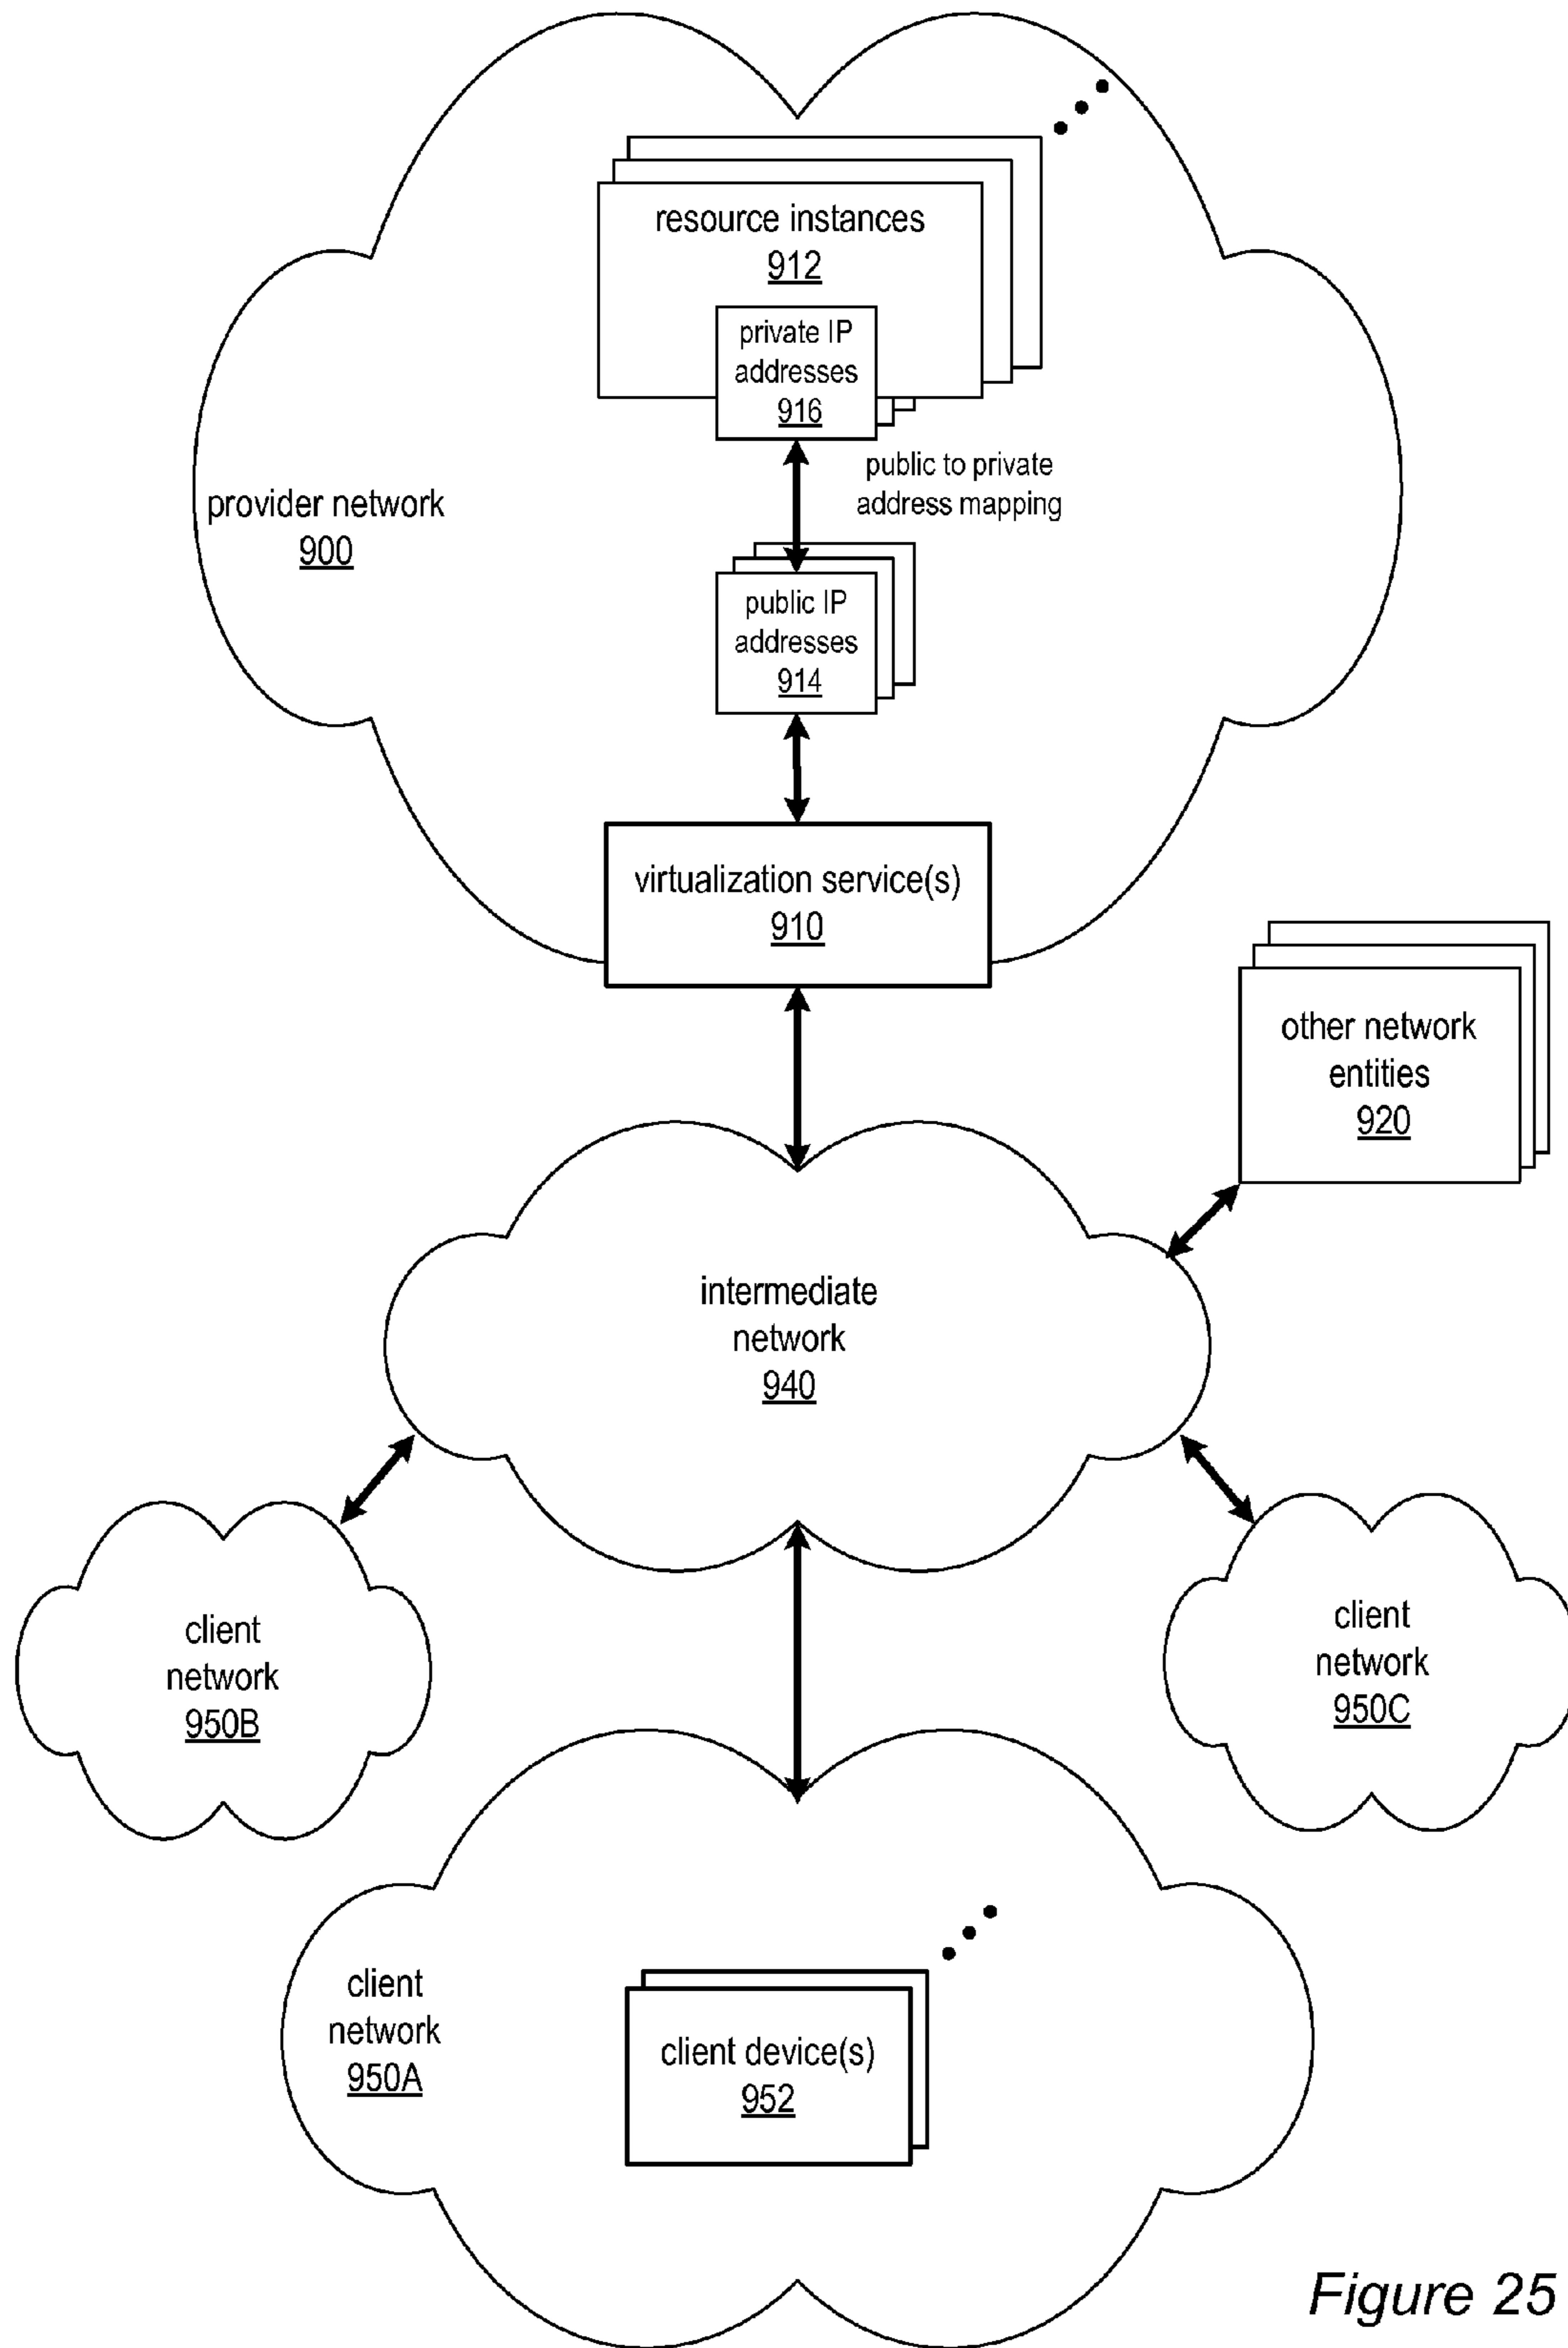 resource instances
912
private IP
addresses
916
public to private
address mapping
provider network
900
public IP
addresses
914
virtualization service(s)
910
other network
entities
920
intermediate
network
940
client
network
950B
client
network
950C
client
network
950A
client device(s)
952
Figure 25